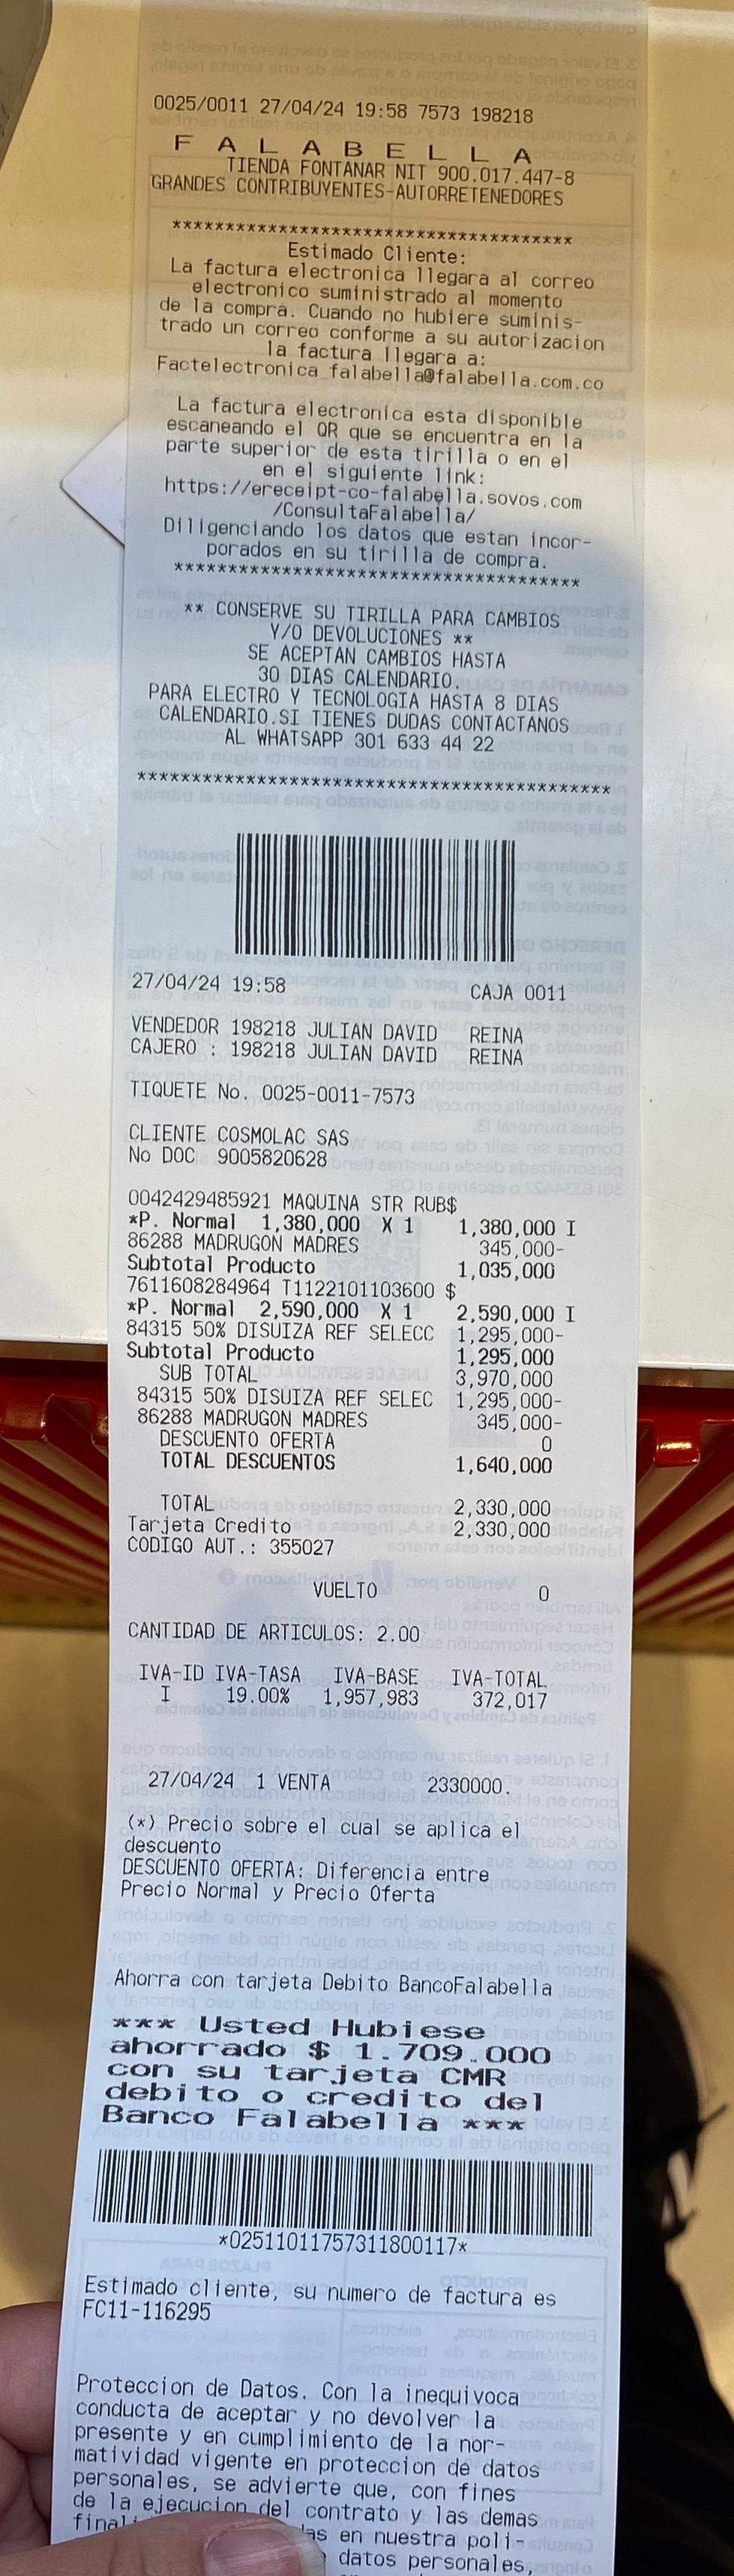 0025/0011 27/04/24 19:58 7573 198218
F A L A B E L L A
TIENDA FONTANAR NIT 900.017.447-8
GRANDES CONTRIBUYENTES-AUTORRETENEDORES
**************************************
Estimado Cliente:
La factura electronica llegara al correo
electronico suministrado al momento
de la compra. Cuando no hubiere suminis-
trado un correo conforme a su autorizacion
la factura llegara a:
Factelectronica_falabella@falabella.com.co
La factura electronica esta disponible
escaneando el QR que se encuentra en la
parte superior de esta tirilla o en el
en el siguiente link:
https://ereceipt-co-falabella.sovos.com
/ConsultaFalabella/
Diligenciando los datos que estan incor-
porados en su tirilla de compra.
**************************************
** CONSERVE SU TIRILLA PARA CAMBIOS
Y/O DEVOLUCIONES **
SE ACEPTAN CAMBIOS HASTA
30 DIAS CALENDARIO.
PARA ELECTRO Y TECNOLOGIA HASTA 8 DIAS
CALENDARIO.SI TIENES DUDAS CONTACTANOS
AL WHATSAPP 301 633 44 22
********************************************
27/04/24 19:58 CAJA 0011
VENDEDOR 198218 JULIAN DAVID REINA
CAJERO : 198218 JULIAN DAVID REINA
TIQUETE No. 0025-0011-7573
CLIENTE COSMOLAC SAS
No DOC 9005820628
0042429485921 MAQUINA STR RUB$
*P. Normal 1,380,000 X 1 1,380,000 I
86288 MADRUGON MADRES 345,000-
Subtotal Producto 1,035,000
7611608284964 T1122101103600 $
*P. Normal 2,590,000 X 1 2,590,000 I
84315 50% DISUIZA REF SELECC 1,295,000-
Subtotal Producto 1,295,000
SUB TOTAL 3,970,000
84315 50% DISUIZA REF SELEC 1,295,000-
86288 MADRUGON MADRES 345,000-
DESCUENTO OFERTA 0
TOTAL DESCUENTOS 1,640,000
TOTAL 2,330,000
Tarjeta Credito 2,330,000
CODIGO AUT.: 355027
VUELTO 0
CANTIDAD DE ARTICULOS: 2.00
IVA-ID IVA-TASA IVA-BASE IVA-TOTAL
I 19.00% 1,957,983 372,017
27/04/24 1 VENTA 2330000.
(*) Precio sobre el cual se aplica el
descuento
DESCUENTO OFERTA: Diferencia entre
Precio Normal y Precio Oferta
Ahorra con tarjeta Debito BancoFalabella
*** Usted Hubiese
ahorrado $ 1.709.000
con su tarjeta CMR
debito o credito del
Banco Falabella ***
*02511011757311800117*
Estimado cliente, su numero de factura es
FC11-116295
Proteccion de Datos. Con la inequivoca
conducta de aceptar y no devolver la
presente y en cumplimiento de la nor-
matividad vigente en proteccion de datos
personales, se advierte que, con fines
de la ejecucion del contrato y las demas
en nuestra poli-
datos personales,